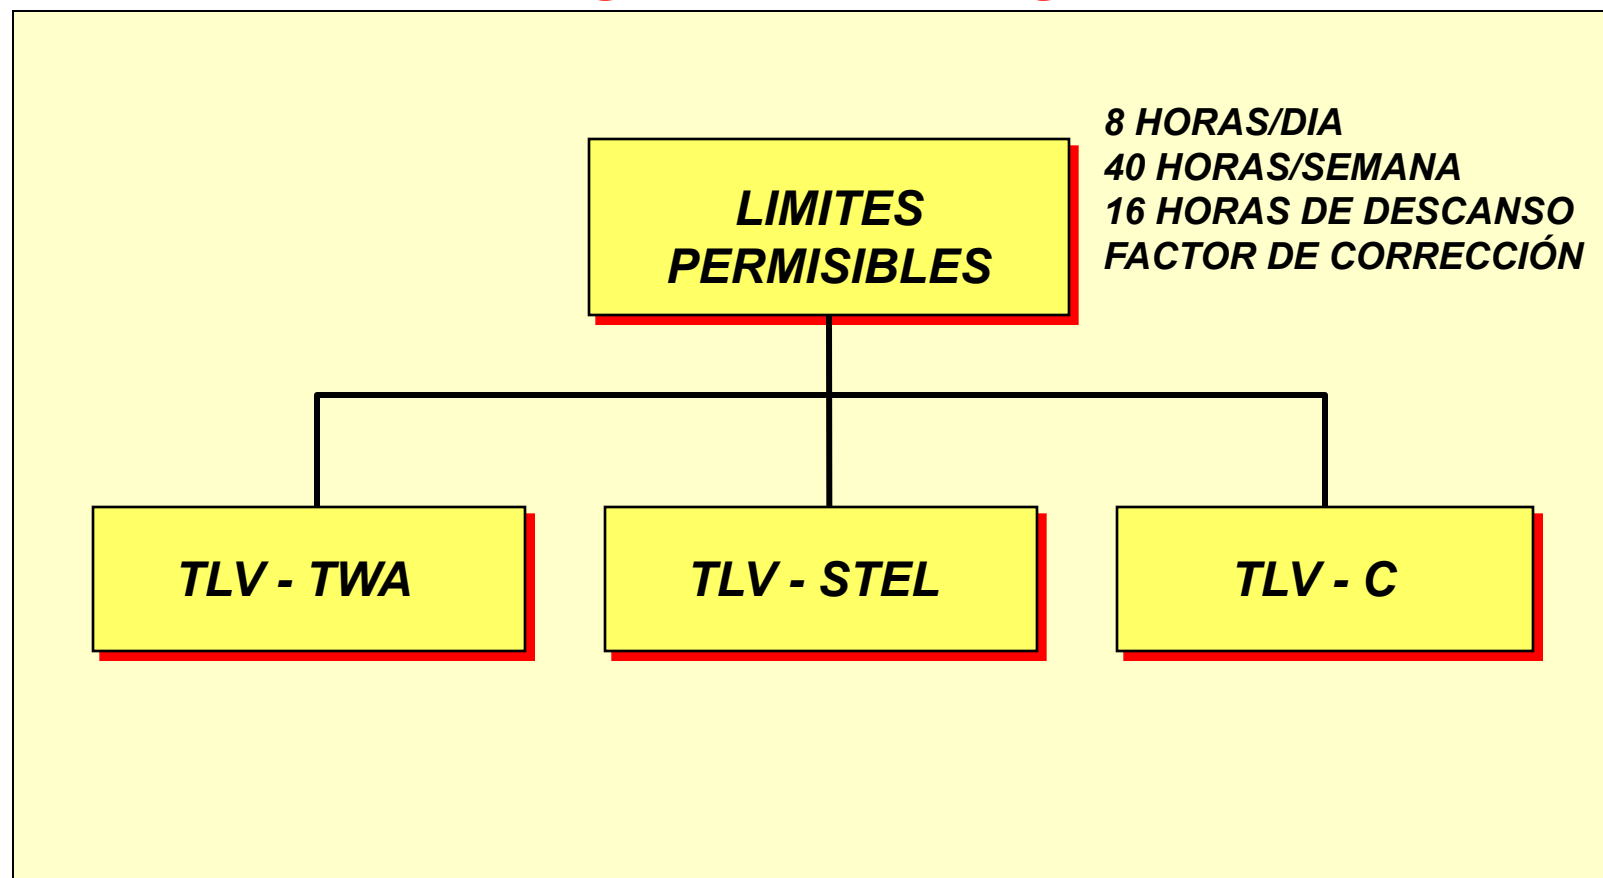 LIMITES
PERMISIBLES
8 HORAS/DIA
40 HORAS/SEMANA
16 HORAS DE DESCANSO
FACTOR DE CORRECCIÓN
TLV - TWA
TLV - STEL
TLV - C